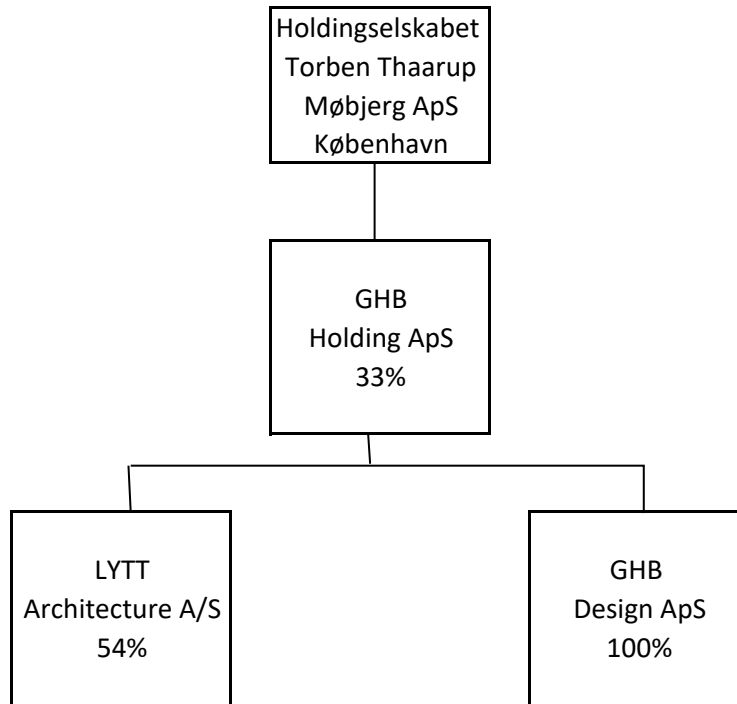 Holdingselskabet
Torben Thaarup
Møbjerg ApS
København
GHB
Holding ApS
33%
LYTT
Architecture A/S
54%
GHB
Design ApS
100%